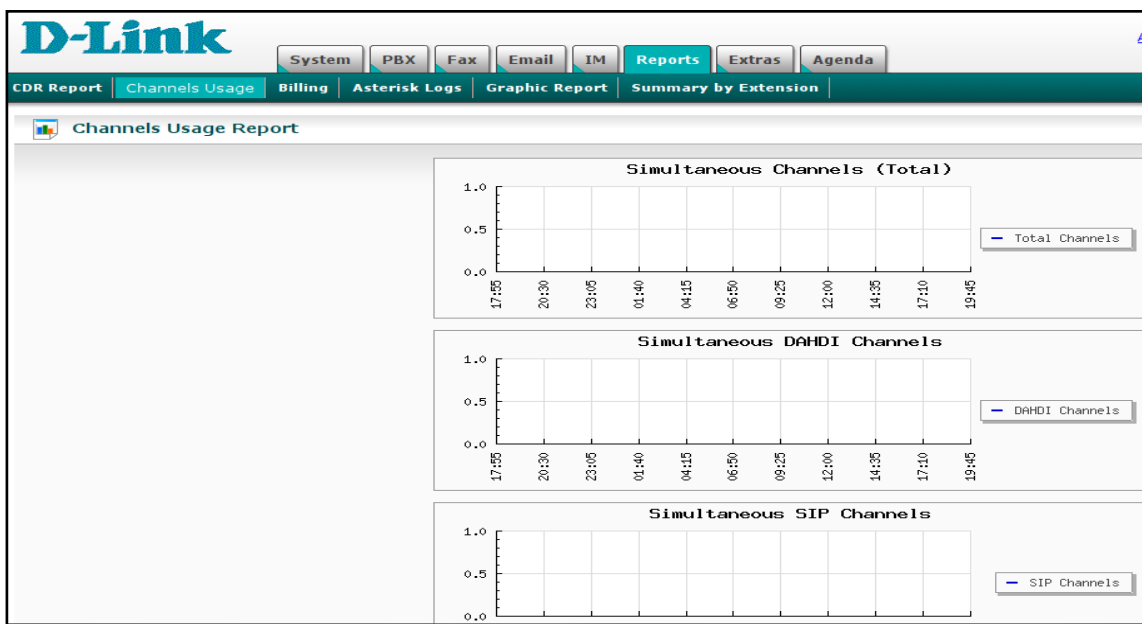 D-Link
System PBX Fax Email IM Reports Extras Agenda
CDR Report Channels Usage Billing Asterisk Logs Graphic Report Summary by Extension
Channels Usage Report
Simultaneous Channels (Total)
1.0
0.5
0.0
17:55 20:30 23:05 01:40 04:15 06:50 09:25 12:00 14:35 17:10 19:45
Total Channels
Simultaneous DAHDI Channels
1.0
0.5
0.0
17:55 20:30 23:05 01:40 04:15 06:50 09:25 12:00 14:35 17:10 19:45
DAHDI Channels
Simultaneous SIP Channels
1.0
0.5
0.0
SIP Channels